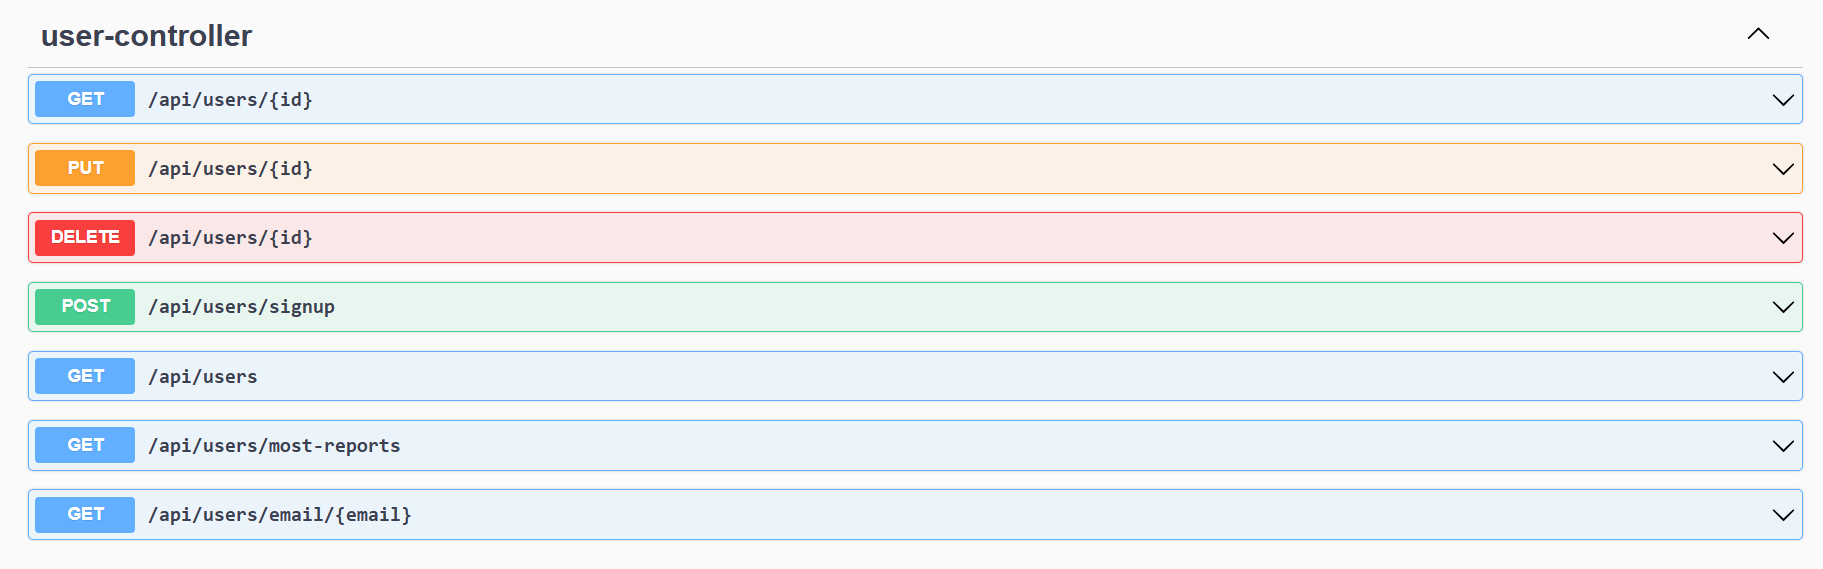 user-controller
GET /api/users/{id}
PUT /api/users/{id}
DELETE /api/users/{id}
POST /api/users/signup
GET /api/users
GET /api/users/most-reports
GET /api/users/email/{email}